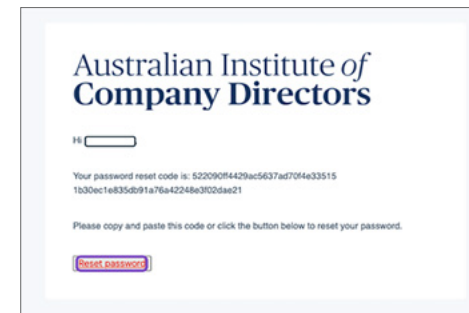 Australian Institute of
Company Directors
Hi
Your password reset code is: 522090ff4429ac5637ad70f4e33515
1b30ec1e835db91a76a42248e3f02dae21
Please copy and paste this code or click the button below to reset your password.
Reset password